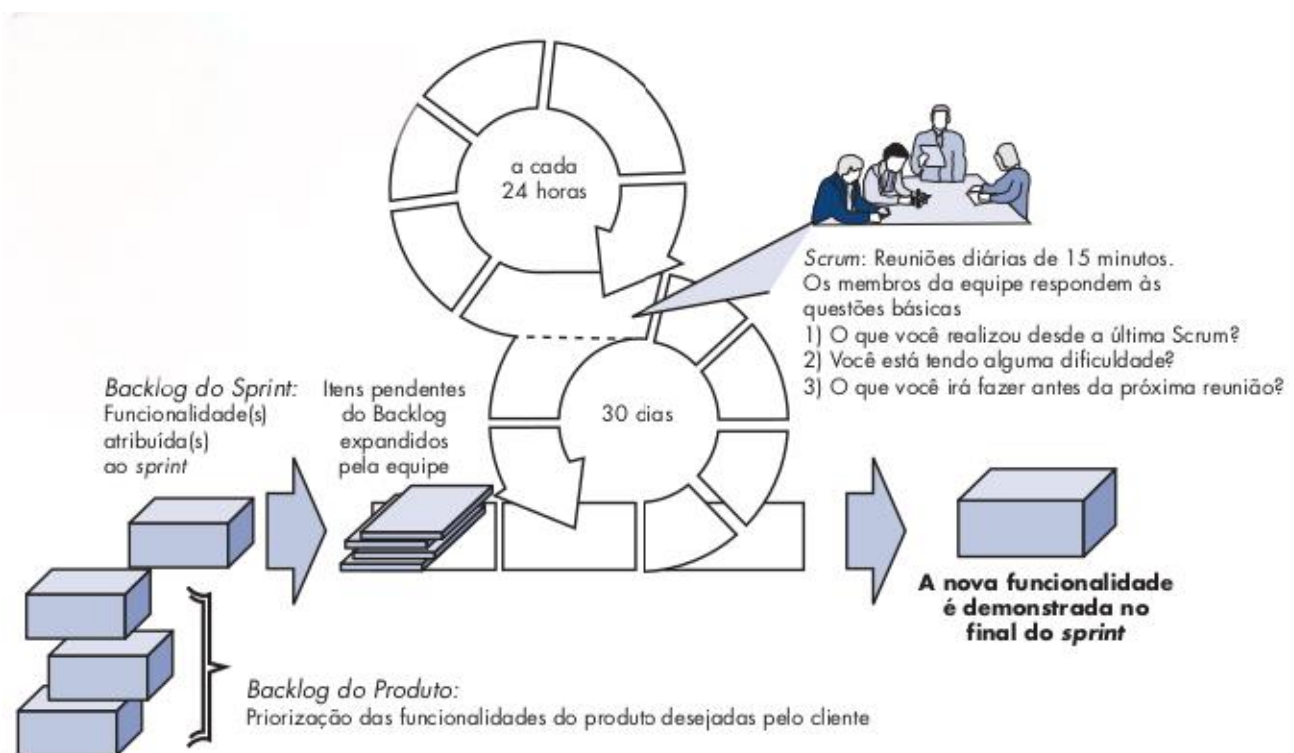 a cada
24 horas
Scrum: Reuniões diárias de 15 minutos.
Os membros da equipe respondem às
questões básicas
1) O que você realizou desde a última Scrum?
2) Você está tendo alguma dificuldade?
3) O que você irá fazer antes da próxima reunião?
Backlog do Sprint:
Funcionalidade(s)
atribuída(s)
ao sprint
Itens pendentes
do Backlog
expandidos
pela equipe
30 dias
A nova funcionalidade
é demonstrada no
final do sprint
Backlog do Produto:
Priorização das funcionalidades do produto desejadas pelo cliente